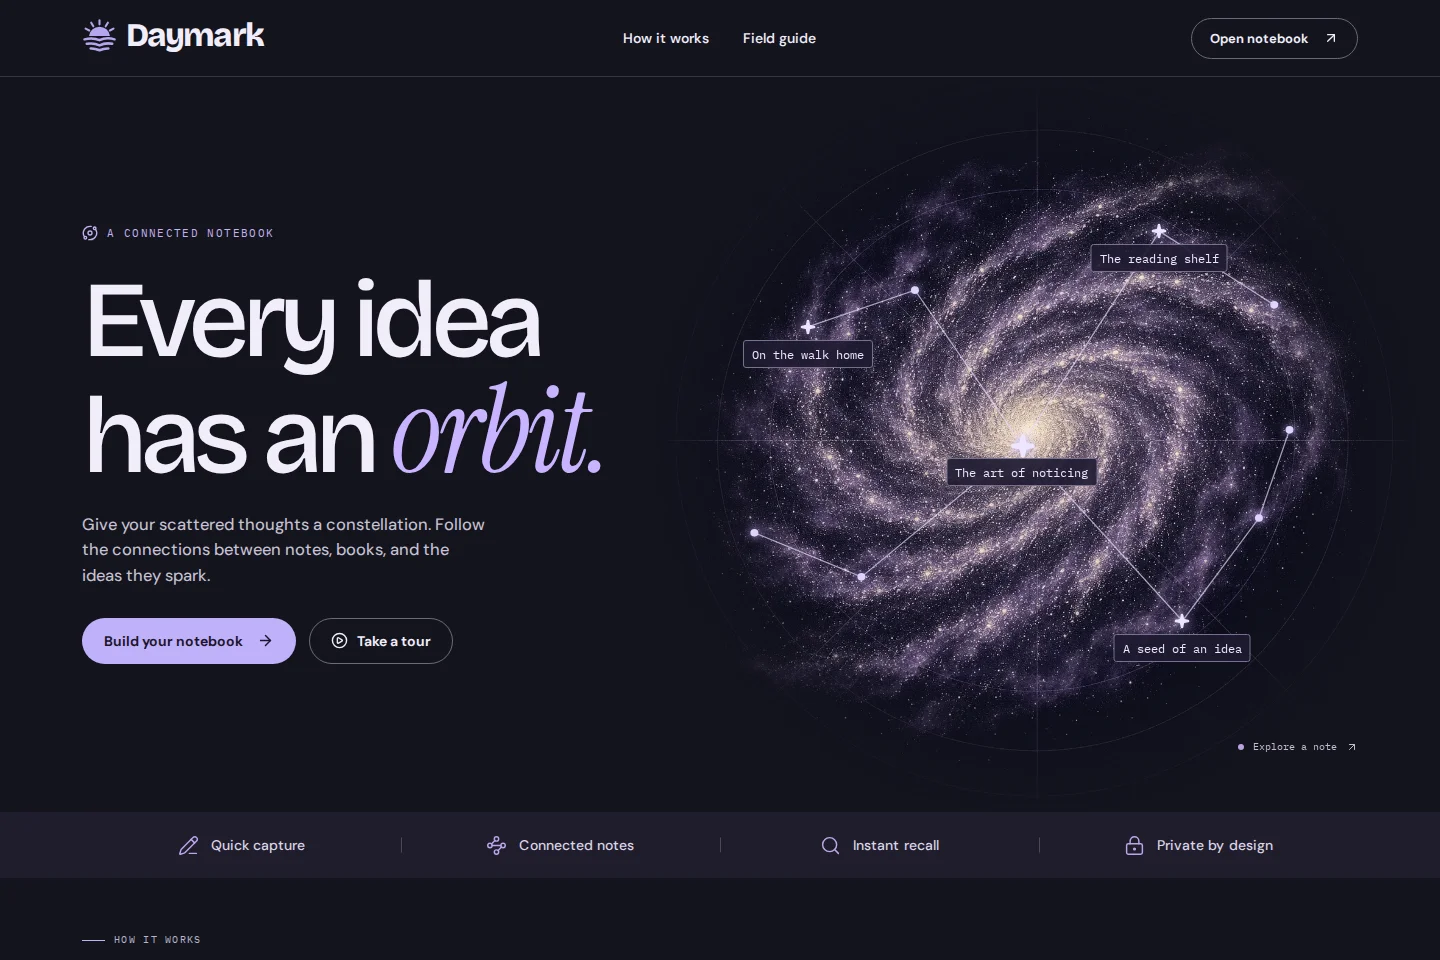 Daymark
How it works
Field guide
Open notebook
A CONNECTED NOTEBOOK
Every idea
has an orbit.
Give your scattered thoughts a constellation. Follow
the connections between notes, books, and the
ideas they spark.
Build your notebook
Take a tour
The reading shelf
On the walk home
The art of noticing
A seed of an idea
Explore a note
Quick capture
Connected notes
Instant recall
Private by design
HOW IT WORKS